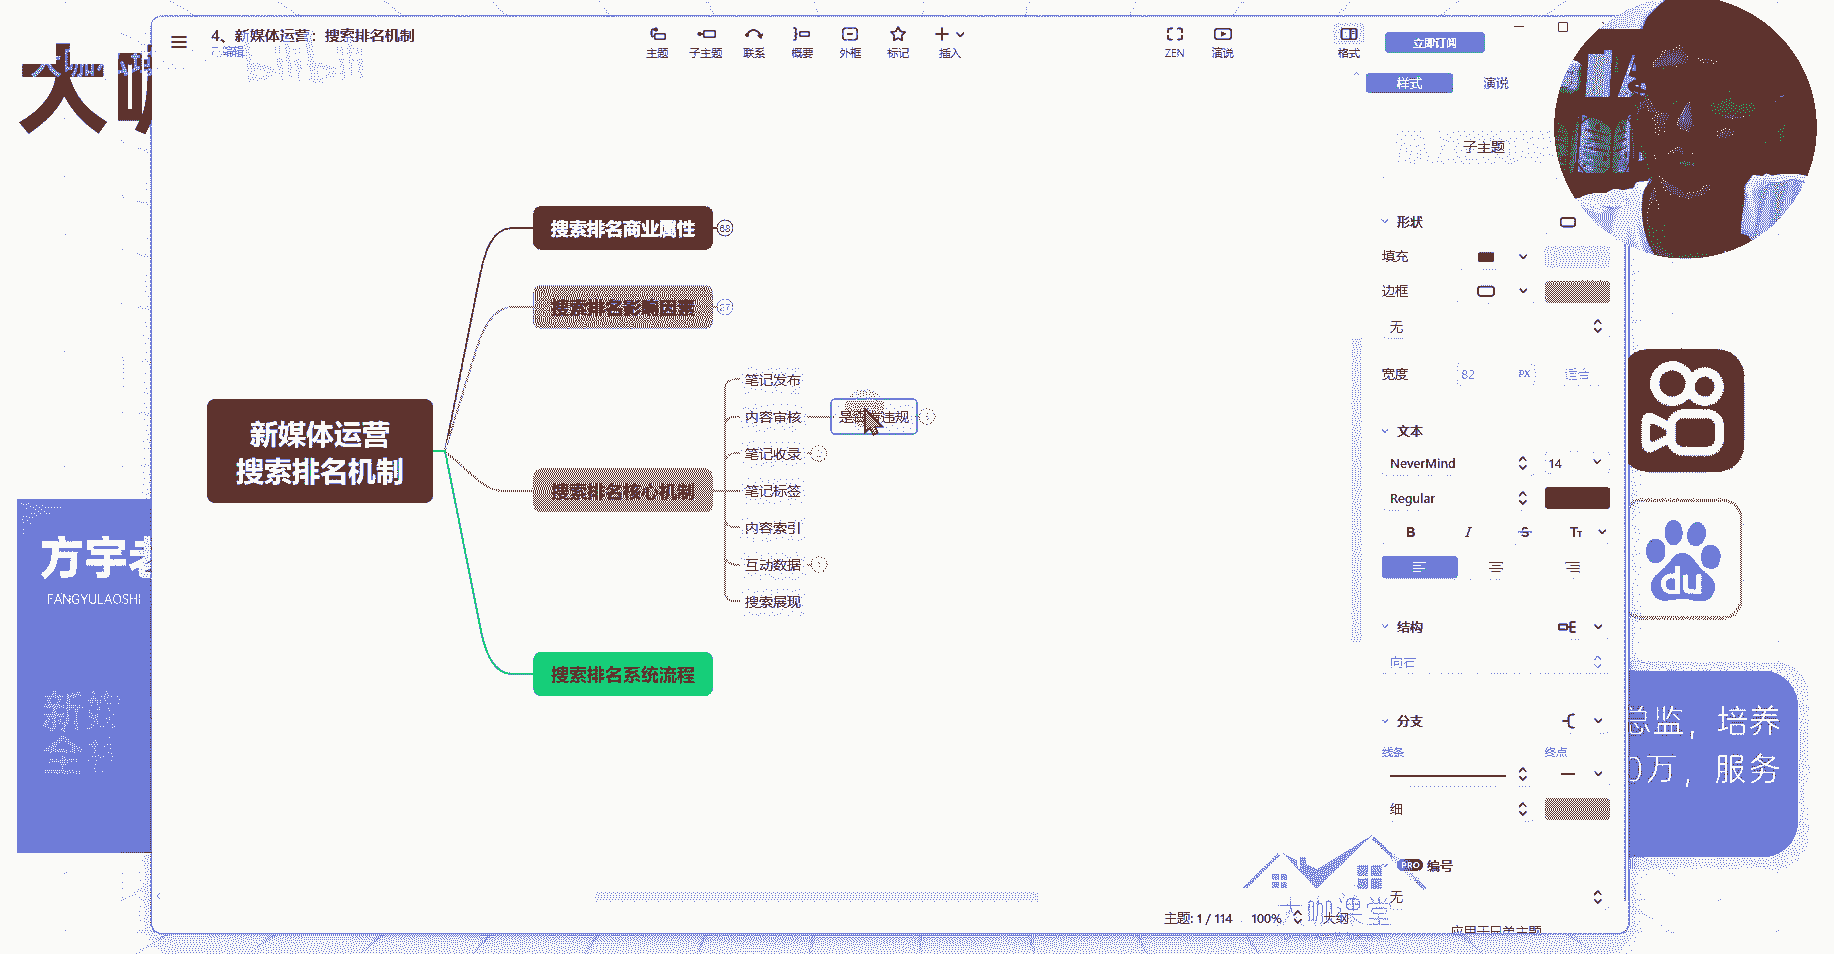 4、新媒体运营：搜索排名机制
已编辑
bilibili
主题
子主题
联系
概要
外框
标记
插入
ZEN
演说
格式
立即订阅
样式
演说
大咖
子主题
形状
填充
边框
无
宽度
82
PX
适合
文本
NeverMind
14
Regular
B
I
S
Tт
结构
向右
分支
线条
终点
细
PRO 编号
无
应用于兄弟主题
搜索排名商业属性
68
搜索排名影响因素
27
新媒体运营
搜索排名机制
搜索排名核心机制
笔记发布
内容审核
是否违规
笔记收录
笔记标签
内容索引
互动数据
搜索展现
搜索排名系统流程
方宇老
FANGYULAOSHI
du
总监，培养
0万，服务
大咖课堂
主题: 1 / 114
100%
大纲